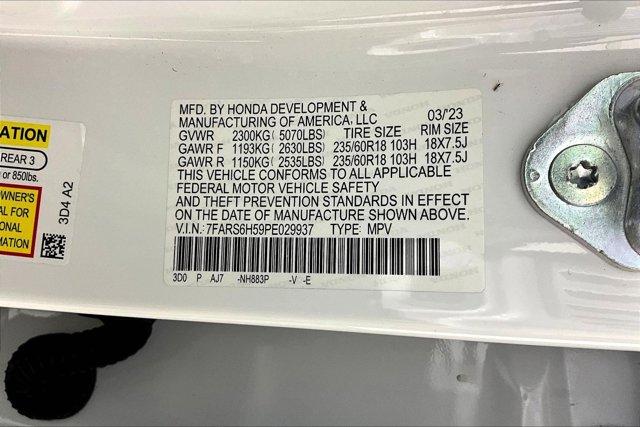 MFD. BY HONDA DEVELOPMENT &
MANUFACTURING OF AMERICA, LLC 03/'23
GVWR 2300KG ( 5070LBS) TIRE SIZE RIM SIZE
GAWR F 1193KG ( 2630LBS) 235/60R18 103H 18X7.5J
GAWR R 1150KG ( 2535LBS) 235/60R18 103H 18X7.5J
THIS VEHICLE CONFORMS TO ALL APPLICABLE
FEDERAL MOTOR VEHICLE SAFETY
AND THEFT PREVENTION STANDARDS IN EFFECT
ON THE DATE OF MANUFACTURE SHOWN ABOVE.
V.I.N.: 7FARS6H59PE029937 TYPE: MPV
3D0 P AJ7 -NH883P -V -E
REAR 3
or 850lbs.
OWNER'S
FOR
3D4 A2